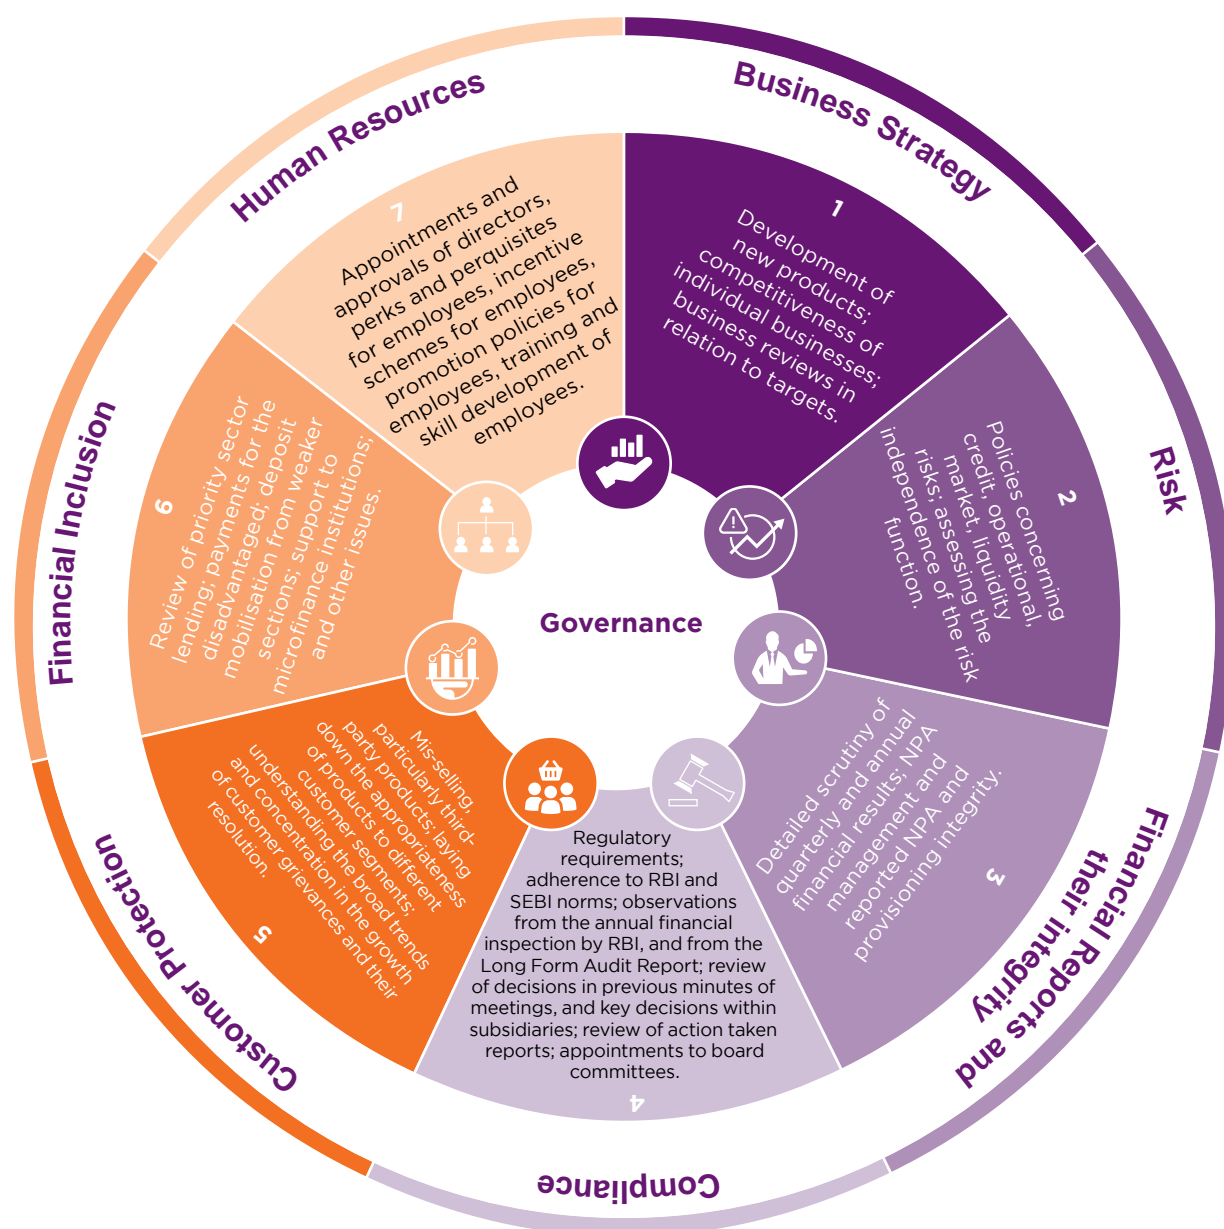 Business Strategy
1
Development of
new products;
competitiveness of
individual businesses;
business reviews in
relation to targets.
Risk
2
Policies concerning
credit, operational,
market, liquidity
risks; assessing the
independence of the risk
function.
Financial Reports and
their integrity
3
Detailed scrutiny of
quarterly and annual
financial results, NPA
management and
reported NPA and
provisioning integrity.
Compliance
4
Regulatory
requirements;
adherence to RBI and
SEBI norms; observations
from the annual financial
inspection by RBI, and from the
Long Form Audit Report; review
of decisions in previous minutes of
meetings, and key decisions within
subsidiaries; review of action taken
reports; appointments to board
committees.
Customer Protection
5
Mis-selling,
particularly third-
party products; laying
down the appropriateness
of products to different
customer segments;
understanding the broad trends
and concentration in the growth
of customer grievances and their
resolution.
Financial Inclusion
6
Review of priority sector
lending; payments for the
disadvantaged; deposit
mobilisation from weaker
sections; support to
microfinance institutions;
and other issues.
Human Resources
7
Appointments and
approvals of directors,
perks and perquisites
for employees, incentive
schemes for employees,
promotion policies for
employees, training and
skill development of
employees.
Governance